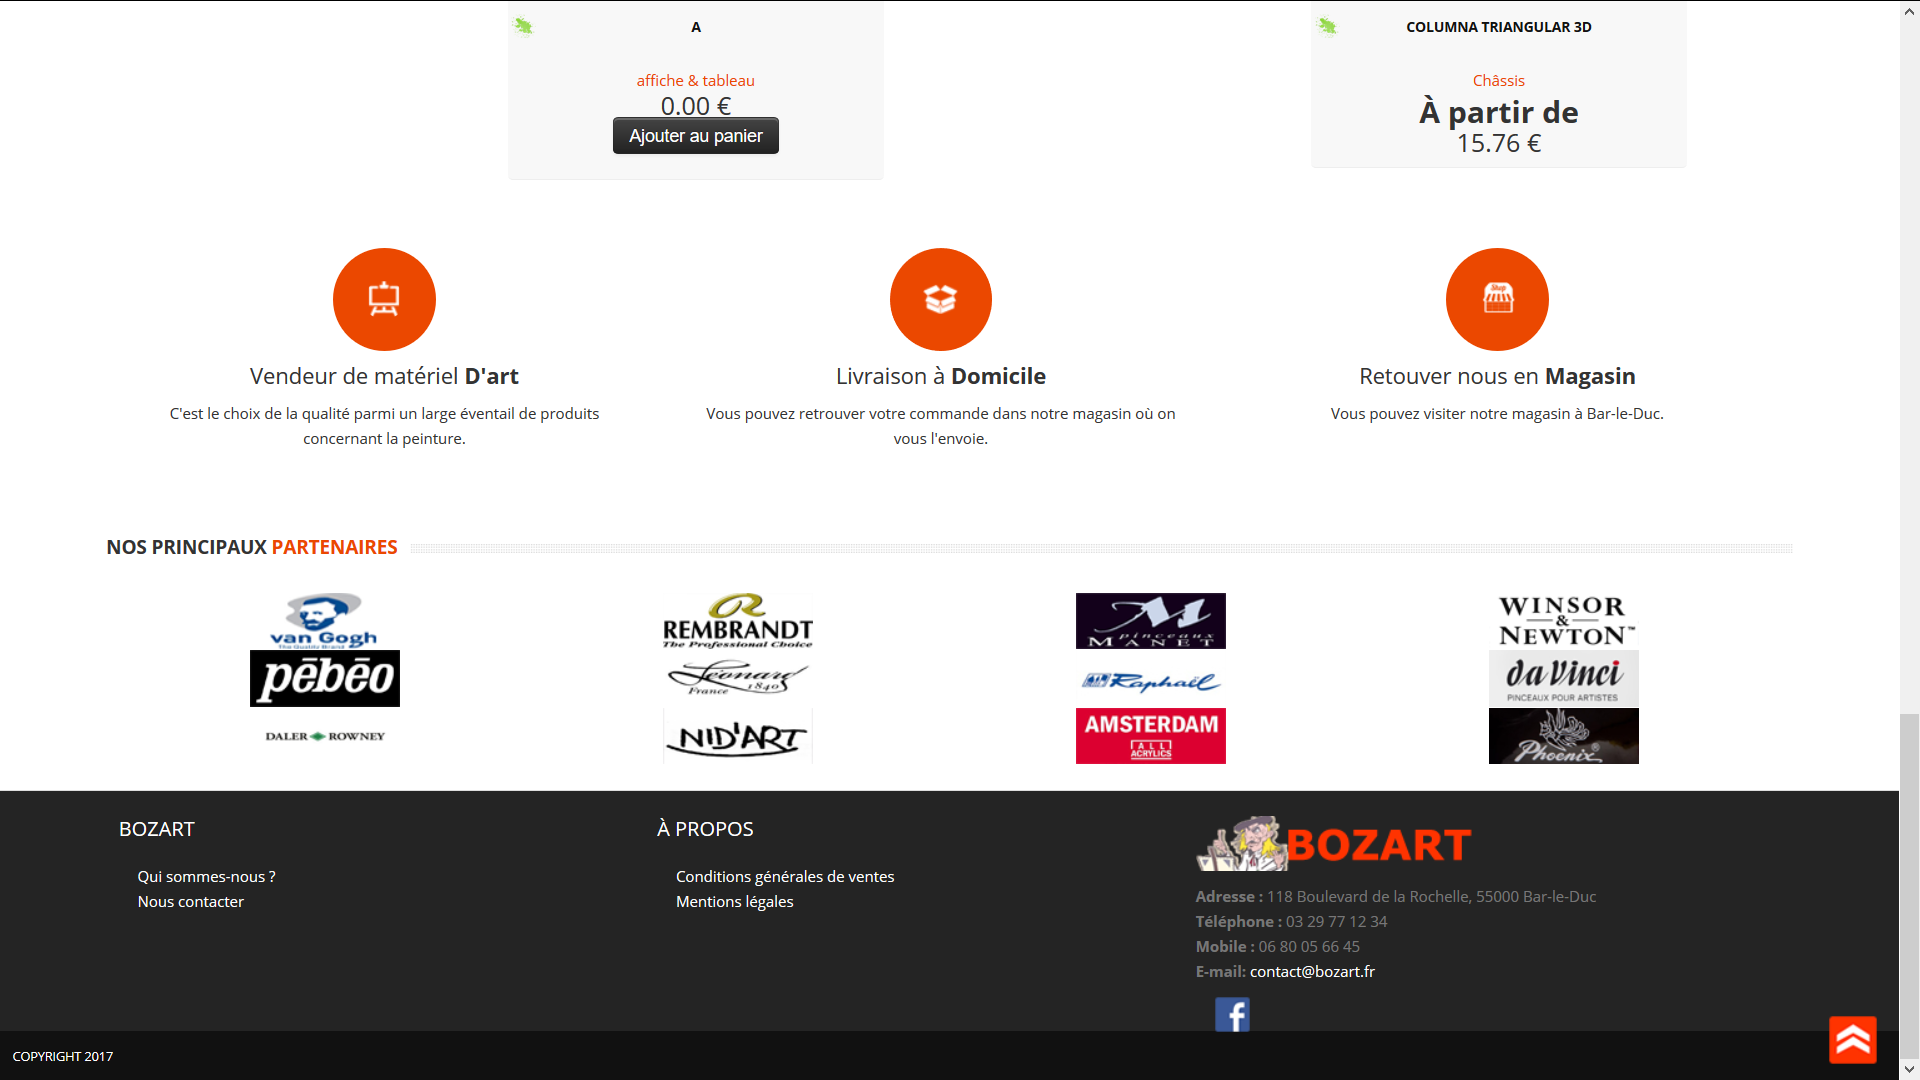 A
affiche & tableau
0.00 €
Ajouter au panier
COLUMNA TRIANGULAR 3D
Châssis
À partir de
15.76 €
Shop
Vendeur de matériel D'art
C'est le choix de la qualité parmi un large éventail de produits
concernant la peinture.
Livraison à Domicile
Vous pouvez retrouver votre commande dans notre magasin où on
vous l'envoie.
Retouver nous en Magasin
Vous pouvez visiter notre magasin à Bar-le-Duc.
NOS PRINCIPAUX PARTENAIRES
van Gogh
The Quality Brand
REMBRANDT
The Professional Choice
M
pinceaux
MANET
WINSOR
&
NEWTON™
pēbēo
Léonard
France 1840
Raphaël
da Vinci
PINCEAUX POUR ARTISTES
DALER ROWNEY
NID'ART
AMSTERDAM
ALL
ACRYLICS
Phoenix®
BOZART
Qui sommes-nous ?
Nous contacter
À PROPOS
Conditions générales de ventes
Mentions légales
BOZART
Adresse : 118 Boulevard de la Rochelle, 55000 Bar-le-Duc
Téléphone : 03 29 77 12 34
Mobile : 06 80 05 66 45
E-mail: contact@bozart.fr
f
COPYRIGHT 2017